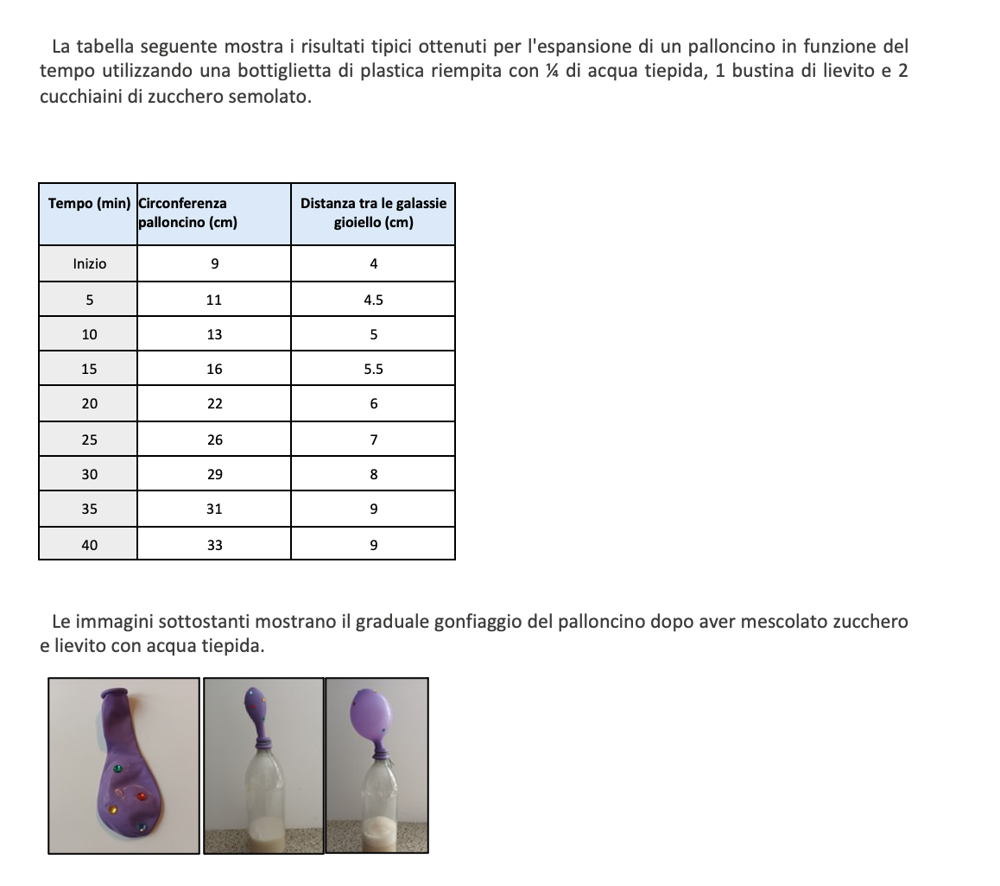 La tabella seguente mostra i risultati tipici ottenuti per l'espansione di un palloncino in funzione del
tempo utilizzando una bottiglietta di plastica riempita con ¼ di acqua tiepida, 1 bustina di lievito e 2
cucchiaini di zucchero semolato.
Tempo (min) Circonferenza palloncino (cm) Distanza tra le galassie gioiello (cm)
Inizio 9 4
5 11 4.5
10 13 5
15 16 5.5
20 22 6
25 26 7
30 29 8
35 31 9
40 33 9
Le immagini sottostanti mostrano il graduale gonfiaggio del palloncino dopo aver mescolato zucchero
e lievito con acqua tiepida.